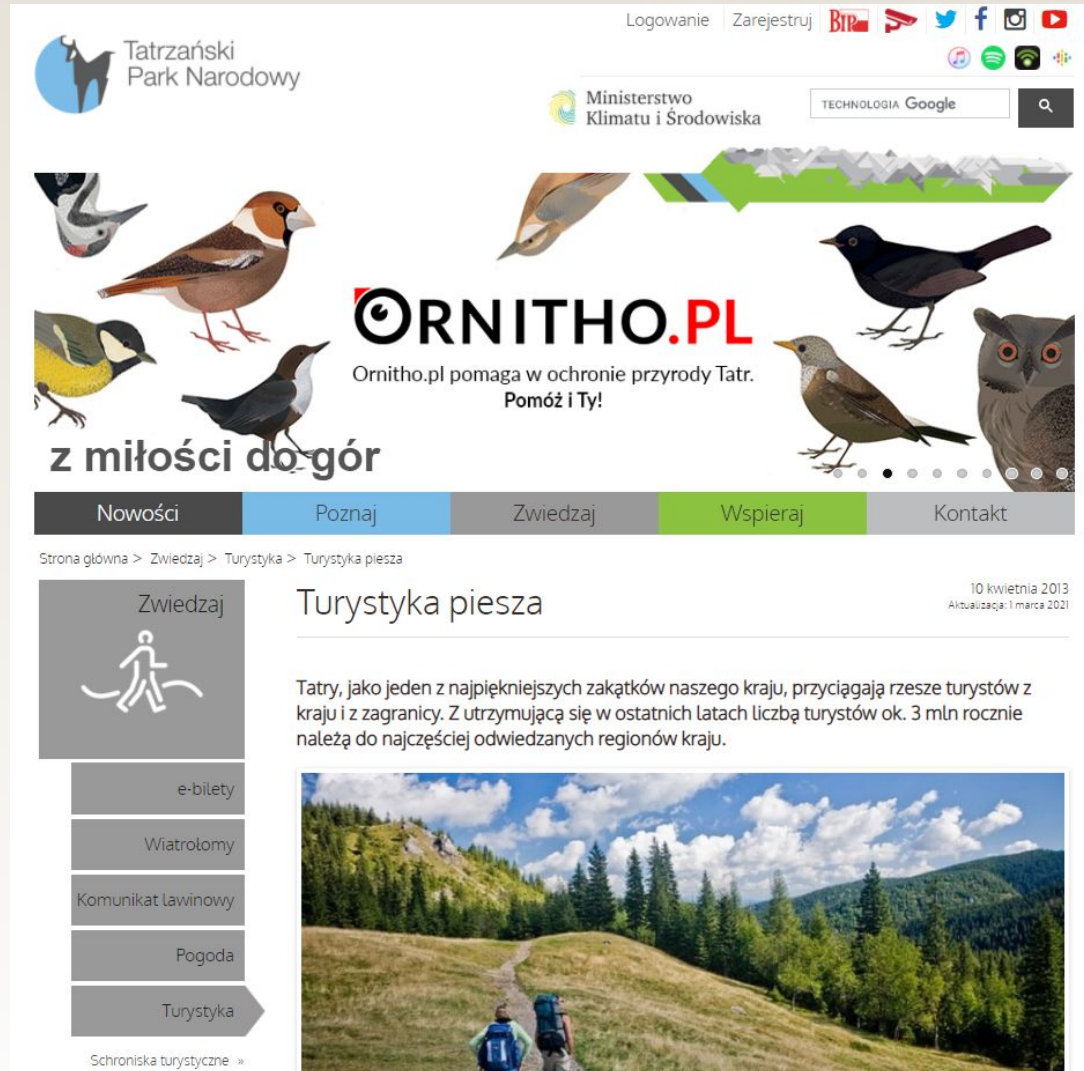 Logowanie Zarejestruj BIP
Tatrzański
Park Narodowy
Ministerstwo
Klimatu i Środowiska
TECHNOLOGIA Google
ORNITHO.PL
Ornitho.pl pomaga w ochronie przyrody Tatr.
Pomóż i Ty!
z miłości do gór
Nowości Poznaj Zwiedzaj Wspieraj Kontakt
Strona główna > Zwiedzaj > Turystyka > Turystyka piesza
Zwiedzaj
Turystyka piesza
10 kwietnia 2013
Aktualizacja: 1 marca 2021
Tatry, jako jeden z najpiękniejszych zakątków naszego kraju, przyciągają rzesze turystów z
kraju i z zagranicy. Z utrzymującą się w ostatnich latach liczbą turystów ok. 3 mln rocznie
należą do najczęściej odwiedzanych regionów kraju.
e-bilety
Wiatrołomy
Komunikat lawinowy
Pogoda
Turystyka
Schroniska turystyczne »